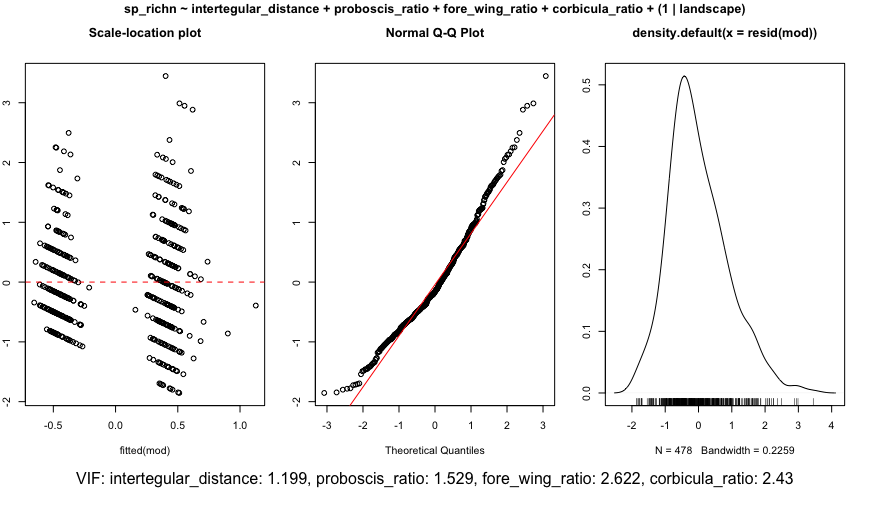 sp_richn ~ intertegular_distance + proboscis_ratio + fore_wing_ratio + corbicula_ratio + (1 | landscape)
Scale-location plot
3
2
1
0
-1
-2
-0.5 0.0 0.5 1.0
fitted(mod)
Normal Q-Q Plot
3
2
1
0
-1
-2
-3 -2 -1 0 1 2 3
Theoretical Quantiles
density.default(x = resid(mod))
0.5
0.4
0.3
0.2
0.1
0.0
-2 -1 0 1 2 3 4
N = 478 Bandwidth = 0.2259
VIF: intertegular_distance: 1.199, proboscis_ratio: 1.529, fore_wing_ratio: 2.622, corbicula_ratio: 2.43